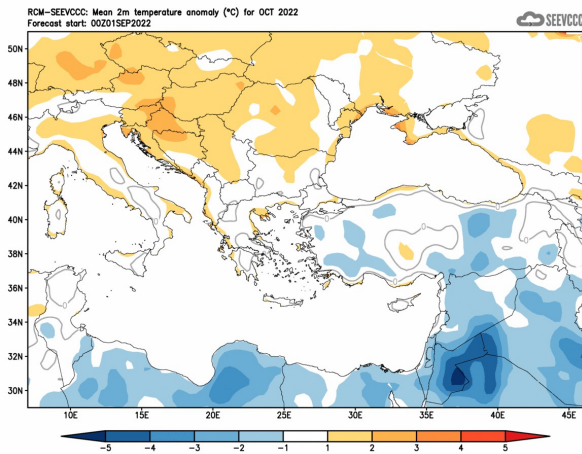 RCM-SEEVCCC: Mean 2m temperature anomaly (°C) for OCT 2022
Forecast start: 00Z01SEP2022
SEEVCCC
50N
48N
46N
44N
42N
40N
38N
36N
34N
32N
30N
10E 15E 20E 25E 30E 35E 40E 45E
-5 -4 -3 -2 -1 1 2 3 4 5